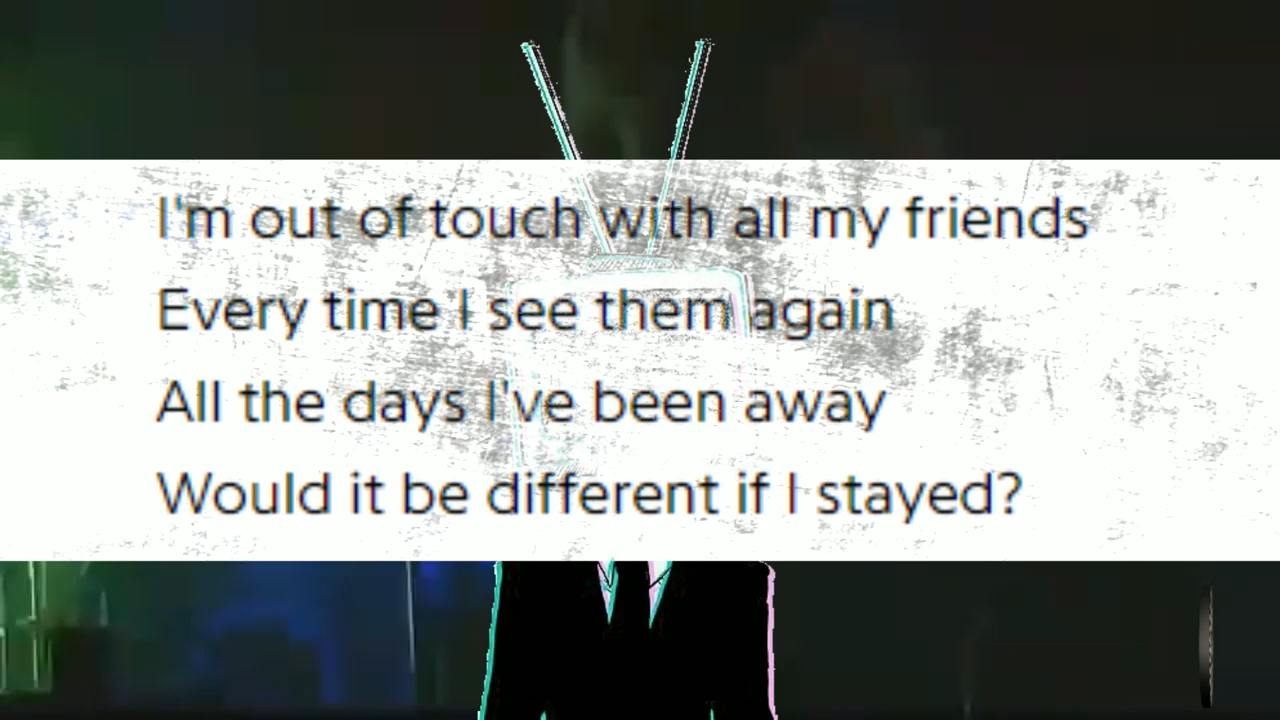 I'm out of touch with all my friends
Every time I see them again
All the days I've been away
Would it be different if I stayed?